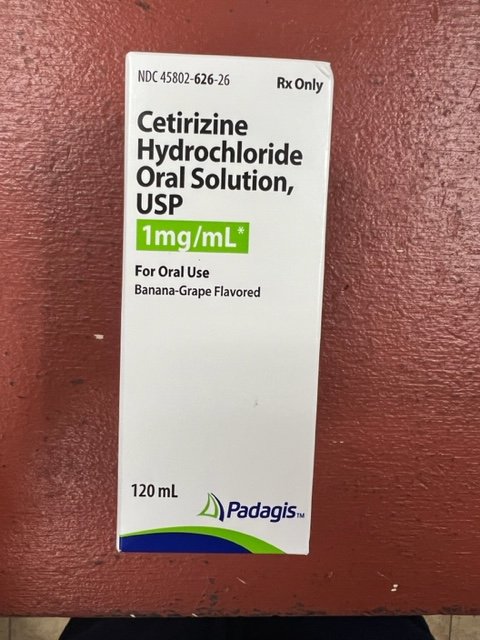 NDC 45802-626-26
Rx Only
Cetirizine
Hydrochloride
Oral Solution,
USP
1mg/mL*
For Oral Use
Banana-Grape Flavored
120 mL
Padagis™